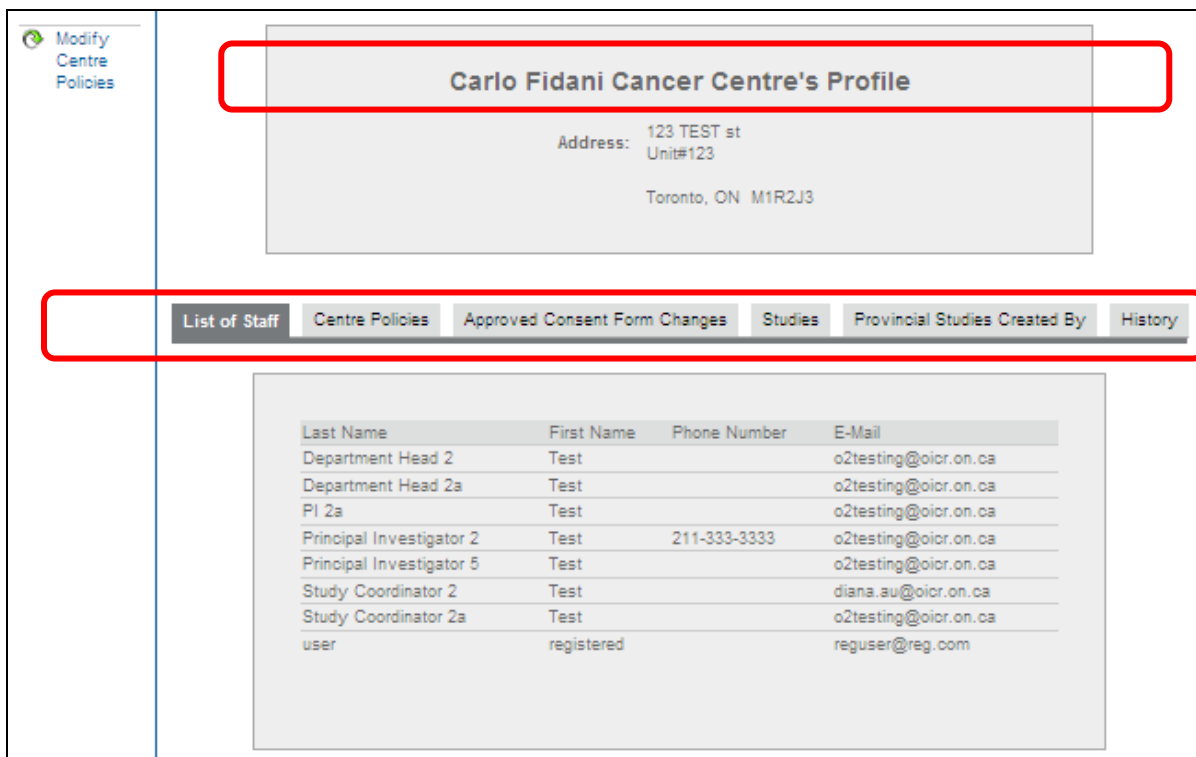 Modify
Centre
Policies
Carlo Fidani Cancer Centre's Profile
Address: 123 TEST st
Unit#123
Toronto, ON M1R2J3
List of Staff Centre Policies Approved Consent Form Changes Studies Provincial Studies Created By History
Last Name First Name Phone Number E-Mail
Department Head 2 Test o2testing@oicr.on.ca
Department Head 2a Test o2testing@oicr.on.ca
PI 2a Test o2testing@oicr.on.ca
Principal Investigator 2 Test 211-333-3333 o2testing@oicr.on.ca
Principal Investigator 5 Test o2testing@oicr.on.ca
Study Coordinator 2 Test diana.au@oicr.on.ca
Study Coordinator 2a Test o2testing@oicr.on.ca
user registered reguser@reg.com